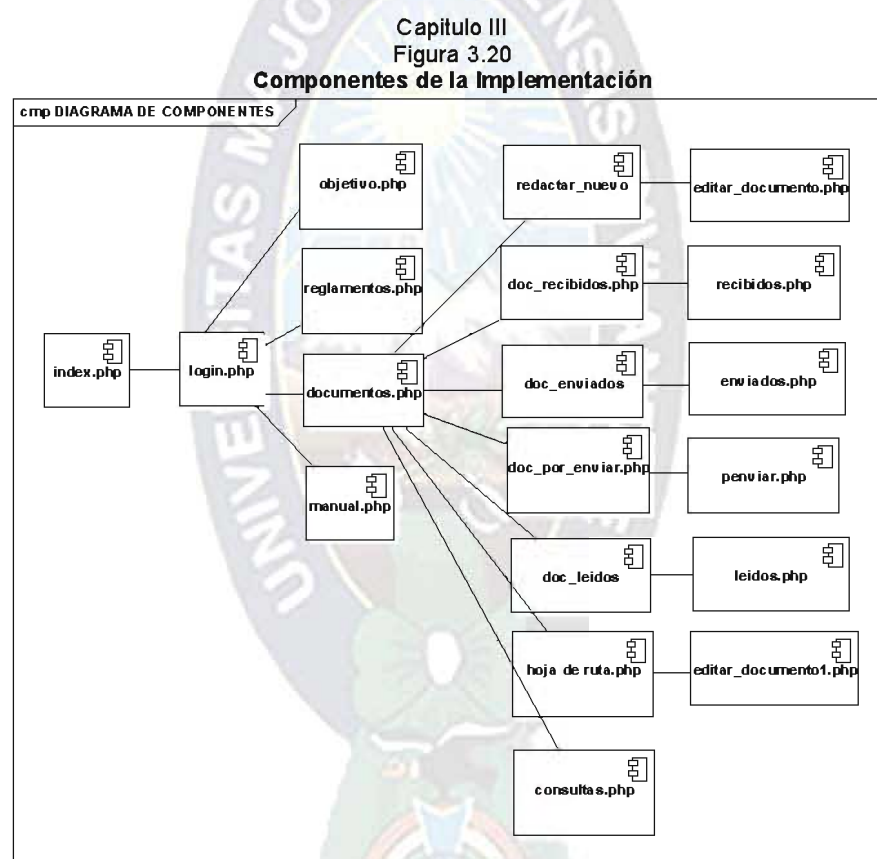 Capitulo III
Figura 3.20
Componentes de la Implementación
cmp DIAGRAMA DE COMPONENTES
objetivo.php
redactar_nuevo
editar_documento.php
reglamentos.php
doc_recibidos.php
recibidos.php
index.php
login.php
documentos.php
doc_enviados
enviados.php
manual.php
doc_por_enviar.php
penviar.php
doc_leidos
leidos.php
hoja de ruta.php
editar_documento1.php
consultas.php